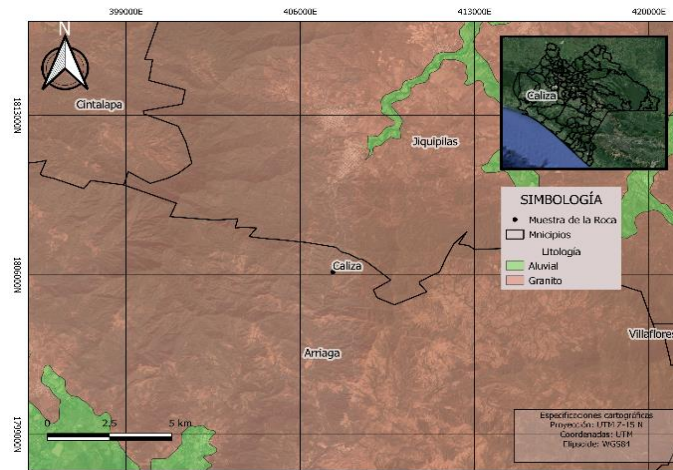 399000E 406000E 413000E 420000E
N
1813000N
Cintalapa
Jiquipilas
Caliza
SIMBOLOGÍA
Muestra de la Roca
Mnicipios
Litología
Aluvial
Granito
1806000N
Caliza
Arriaga
Villaflores
1799000N
0 2.5 5 km
Especificaciones cartográficas
Proyección: UTM Z-15 N
Coordenadas: UTM
Elipsoide: WGS84